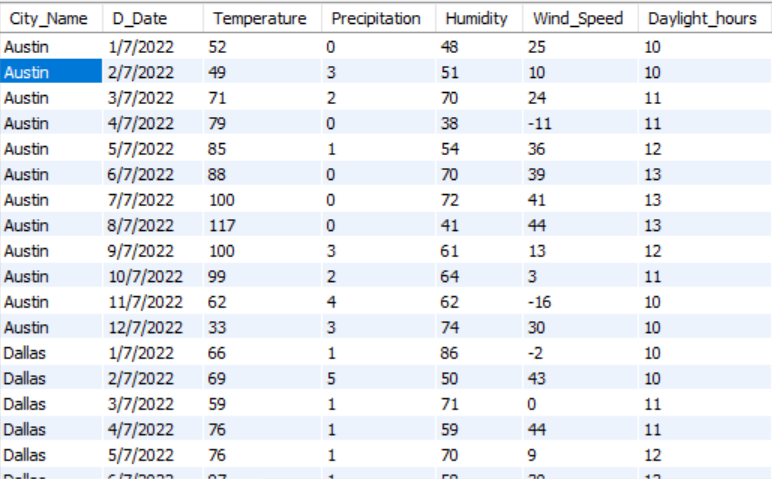 City_Name D_Date Temperature Precipitation Humidity Wind_Speed Daylight_hours
Austin 1/7/2022 52 0 48 25 10
Austin 2/7/2022 49 3 51 10 10
Austin 3/7/2022 71 2 70 24 11
Austin 4/7/2022 79 0 38 -11 11
Austin 5/7/2022 85 1 54 36 12
Austin 6/7/2022 88 0 70 39 13
Austin 7/7/2022 100 0 72 41 13
Austin 8/7/2022 117 0 41 44 13
Austin 9/7/2022 100 3 61 13 12
Austin 10/7/2022 99 2 64 3 11
Austin 11/7/2022 62 4 62 -16 10
Austin 12/7/2022 33 3 74 30 10
Dallas 1/7/2022 66 1 86 -2 10
Dallas 2/7/2022 69 5 50 43 10
Dallas 3/7/2022 59 1 71 0 11
Dallas 4/7/2022 76 1 59 44 11
Dallas 5/7/2022 76 1 70 9 12
Dallas 6/7/2022